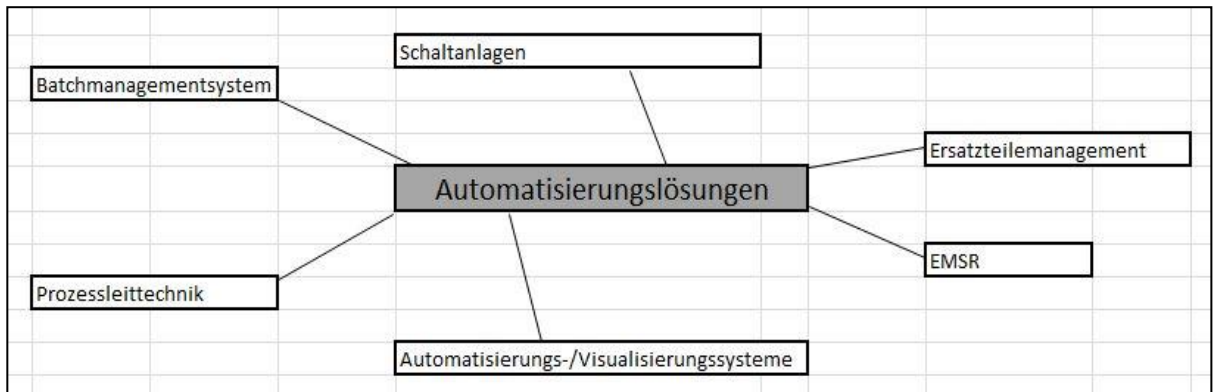 Schaltanlagen
Batchmanagementsystem
Ersatzteilemanagement
Automatisierungslösungen
EMSR
Prozessleittechnik
Automatisierungs-/Visualisierungssysteme